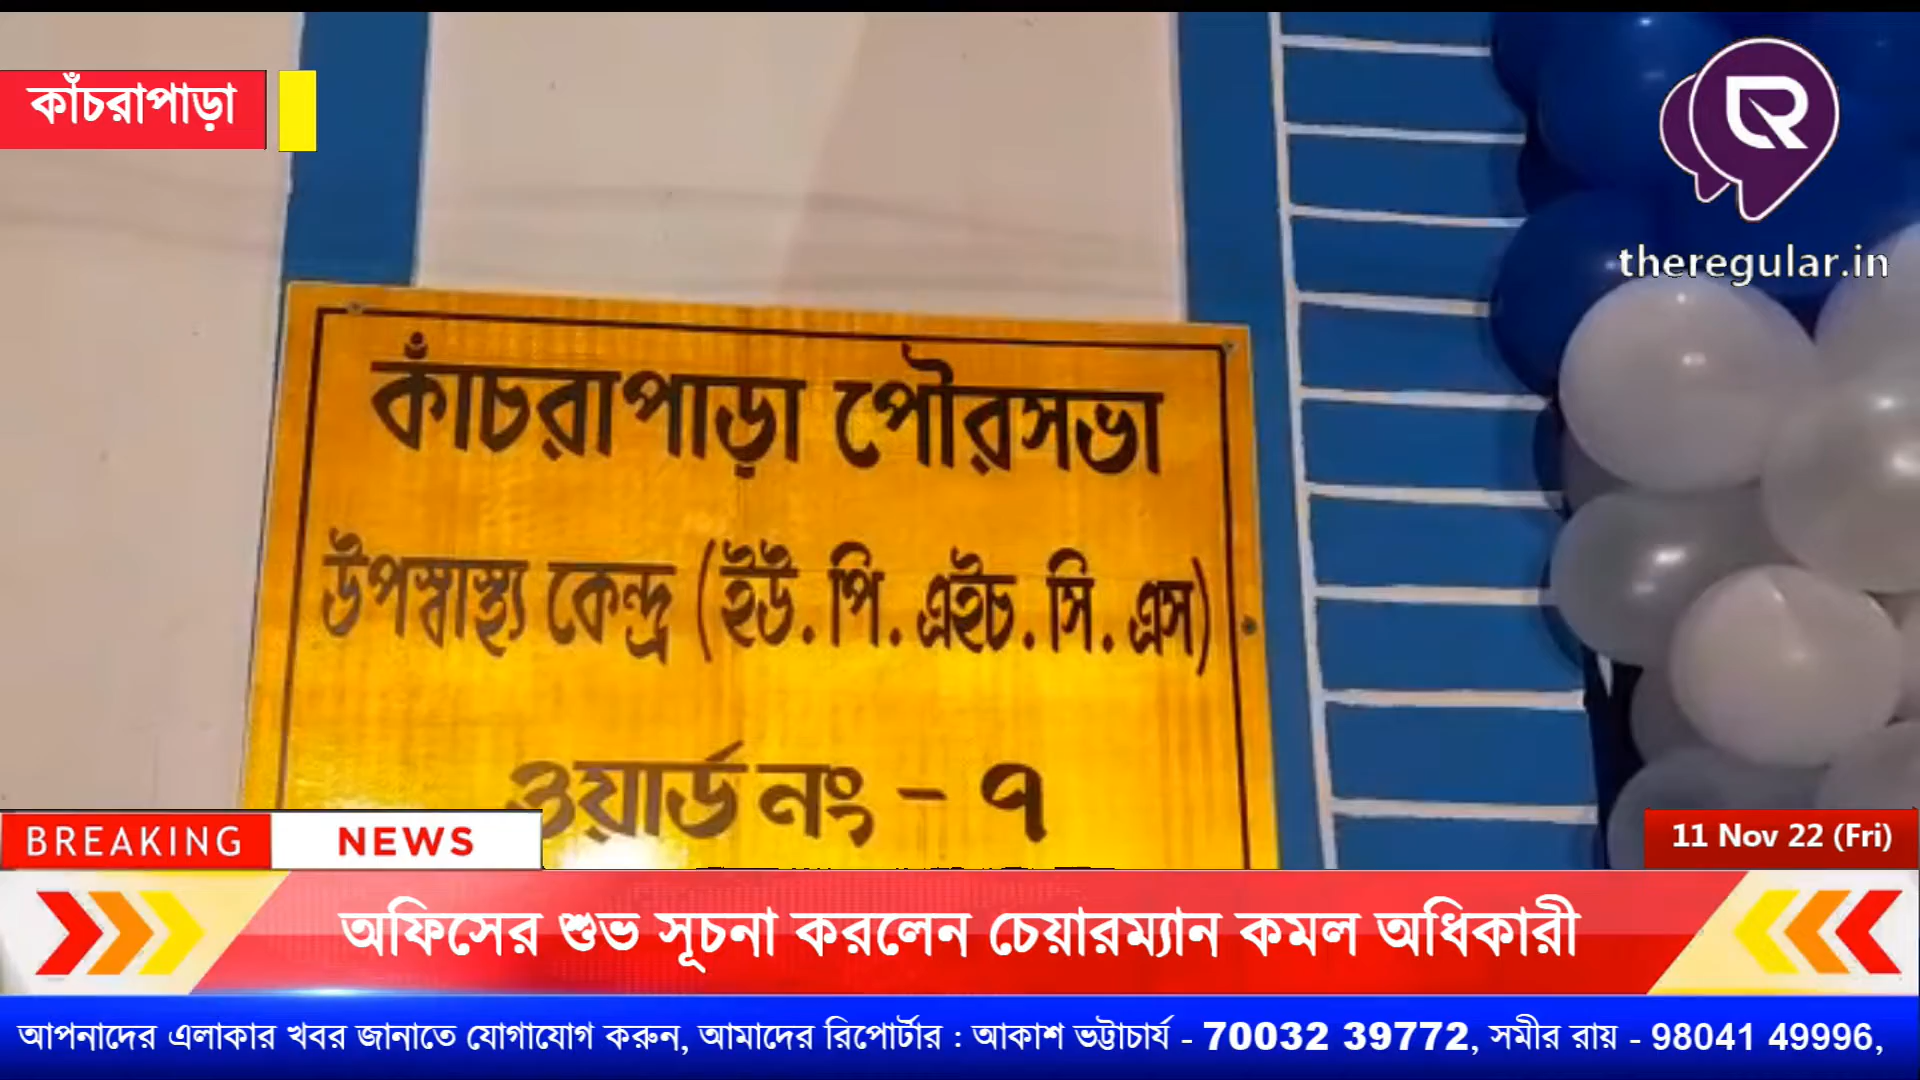 কাঁচরাপাড়া
theregular.in
কাঁচরাপাড়া পৌরসভা
উপস্বাস্থ্য কেন্দ্র (ইউ. পি. এইচ. সি. এস)
ওয়ার্ড নং - ৭
BREAKING NEWS
11 Nov 22 (Fri)
অফিসের শুভ সূচনা করলেন চেয়ারম্যান কমল অধিকারী
আপনাদের এলাকার খবর জানাতে যোগাযোগ করুন, আমাদের রিপোর্টার : আকাশ ভট্টাচার্য - 70032 39772, সমীর রায় - 98041 49996,